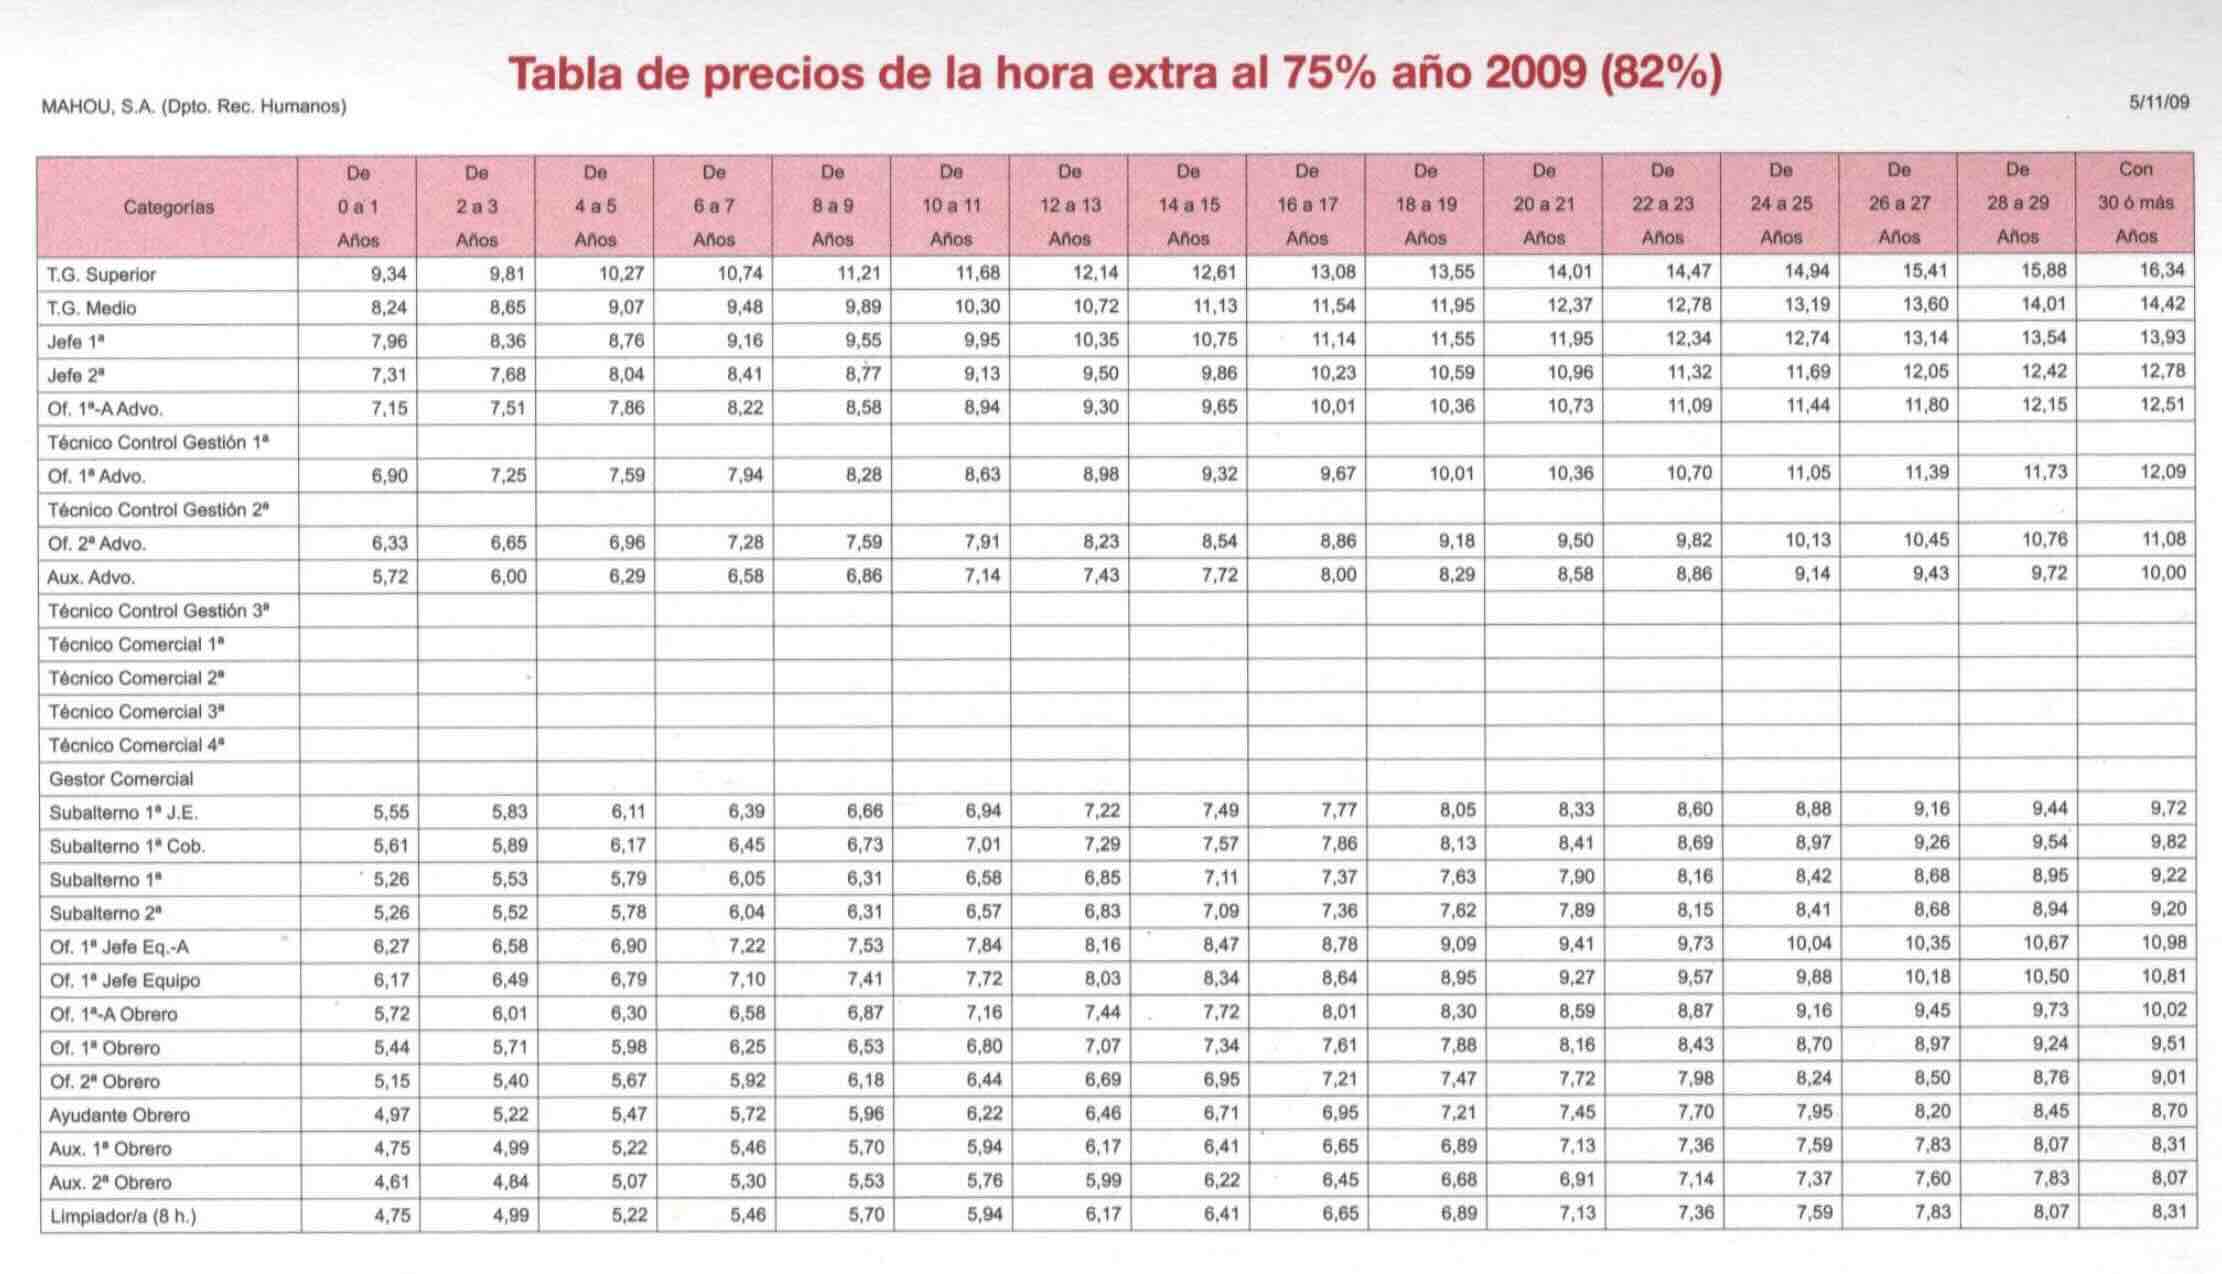 Tabla de precios de la hora extra al 75% año 2009 (82%)
MAHOU, S.A. (Dpto. Rec. Humanos) 5/11/09
Categorías De 0 a 1 Años De 2 a 3 Años De 4 a 5 Años De 6 a 7 Años De 8 a 9 Años De 10 a 11 Años De 12 a 13 Años De 14 a 15 Años De 16 a 17 Años De 18 a 19 Años De 20 a 21 Años De 22 a 23 Años De 24 a 25 Años De 26 a 27 Años De 28 a 29 Años Con 30 ó más Años
T.G. Superior 9,34 9,81 10,27 10,74 11,21 11,68 12,14 12,61 13,08 13,55 14,01 14,47 14,94 15,41 15,88 16,34
T.G. Medio 8,24 8,65 9,07 9,48 9,89 10,30 10,72 11,13 11,54 11,95 12,37 12,78 13,19 13,60 14,01 14,42
Jefe 1ª 7,96 8,36 8,76 9,16 9,55 9,95 10,35 10,75 11,14 11,55 11,95 12,34 12,74 13,14 13,54 13,93
Jefe 2ª 7,31 7,68 8,04 8,41 8,77 9,13 9,50 9,86 10,23 10,59 10,96 11,32 11,69 12,05 12,42 12,78
Of. 1ª-A Advo. 7,15 7,51 7,86 8,22 8,58 8,94 9,30 9,65 10,01 10,36 10,73 11,09 11,44 11,80 12,15 12,51
Técnico Control Gestión 1ª
Of. 1ª Advo. 6,90 7,25 7,59 7,94 8,28 8,63 8,98 9,32 9,67 10,01 10,36 10,70 11,05 11,39 11,73 12,09
Técnico Control Gestión 2ª
Of. 2ª Advo. 6,33 6,65 6,96 7,28 7,59 7,91 8,23 8,54 8,86 9,18 9,50 9,82 10,13 10,45 10,76 11,08
Aux. Advo. 5,72 6,00 6,29 6,58 6,86 7,14 7,43 7,72 8,00 8,29 8,58 8,86 9,14 9,43 9,72 10,00
Técnico Control Gestión 3ª
Técnico Comercial 1ª
Técnico Comercial 2ª
Técnico Comercial 3ª
Técnico Comercial 4ª
Gestor Comercial
Subalterno 1ª J.E. 5,55 5,83 6,11 6,39 6,66 6,94 7,22 7,49 7,77 8,05 8,33 8,60 8,88 9,16 9,44 9,72
Subalterno 1ª Cob. 5,61 5,89 6,17 6,45 6,73 7,01 7,29 7,57 7,86 8,13 8,41 8,69 8,97 9,26 9,54 9,82
Subalterno 1ª 5,26 5,53 5,79 6,05 6,31 6,58 6,85 7,11 7,37 7,63 7,90 8,16 8,42 8,68 8,95 9,22
Subalterno 2ª 5,26 5,52 5,78 6,04 6,31 6,57 6,83 7,09 7,36 7,62 7,89 8,15 8,41 8,68 8,94 9,20
Of. 1ª Jefe Eq.-A 6,27 6,58 6,90 7,22 7,53 7,84 8,16 8,47 8,78 9,09 9,41 9,73 10,04 10,35 10,67 10,98
Of. 1ª Jefe Equipo 6,17 6,49 6,79 7,10 7,41 7,72 8,03 8,34 8,64 8,95 9,27 9,57 9,88 10,18 10,50 10,81
Of. 1ª-A Obrero 5,72 6,01 6,30 6,58 6,87 7,16 7,44 7,72 8,01 8,30 8,59 8,87 9,16 9,45 9,73 10,02
Of. 1ª Obrero 5,44 5,71 5,98 6,25 6,53 6,80 7,07 7,34 7,61 7,88 8,16 8,43 8,70 8,97 9,24 9,51
Of. 2ª Obrero 5,15 5,40 5,67 5,92 6,18 6,44 6,69 6,95 7,21 7,47 7,72 7,98 8,24 8,50 8,76 9,01
Ayudante Obrero 4,97 5,22 5,47 5,72 5,96 6,22 6,46 6,71 6,95 7,21 7,45 7,70 7,95 8,20 8,45 8,70
Aux. 1ª Obrero 4,75 4,99 5,22 5,46 5,70 5,94 6,17 6,41 6,65 6,89 7,13 7,36 7,59 7,83 8,07 8,31
Aux. 2ª Obrero 4,61 4,84 5,07 5,30 5,53 5,76 5,99 6,22 6,45 6,68 6,91 7,14 7,37 7,60 7,83 8,07
Limpiador/a (8 h.) 4,75 4,99 5,22 5,46 5,70 5,94 6,17 6,41 6,65 6,89 7,13 7,36 7,59 7,83 8,07 8,31